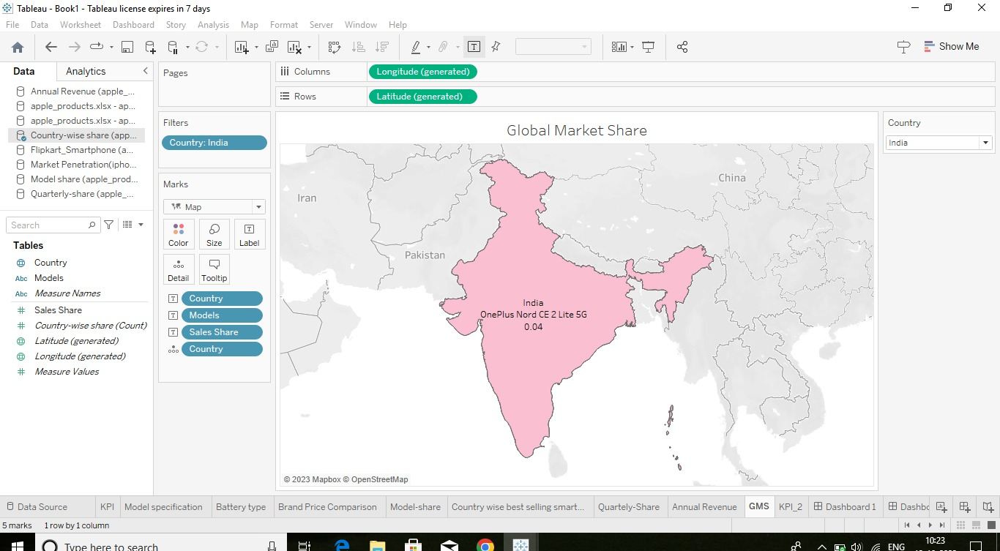 Tableau - Book1 - Tableau license expires in 7 days
File Data Worksheet Dashboard Story Analysis Map Format Server Window Help
Show Me
Data Analytics
Annual Revenue (apple_...
apple_products.xlsx - ap...
apple_products.xlsx - ap...
Country-wise share (app...
Flipkart_Smartphone (a...
Market Penetration(ipho...
Model share (apple_prod...
Quarterly-share (apple_...
Search
Tables
Country
Abc Models
Abc Measure Names
Sales Share
Country-wise share (Count)
Latitude (generated)
Longitude (generated)
Measure Values
Pages
Filters
Country: India
Marks
Map
Color Size Label
Detail Tooltip
Country
Models
Sales Share
Country
Columns Longitude (generated)
Rows Latitude (generated)
Global Market Share
Iran
Pakistan
China
India
OnePlus Nord CE 2 Lite 5G
0.04
© 2023 Mapbox © OpenStreetMap
Country
India
Data Source KPI Model specification Battery type Brand Price Comparison Model-share Country wise best selling smart... Quartely-Share Annual Revenue GMS KPI_2 Dashboard 1 Dashbo
5 marks 1 row by 1 column
Type here to search
ENG
10:23